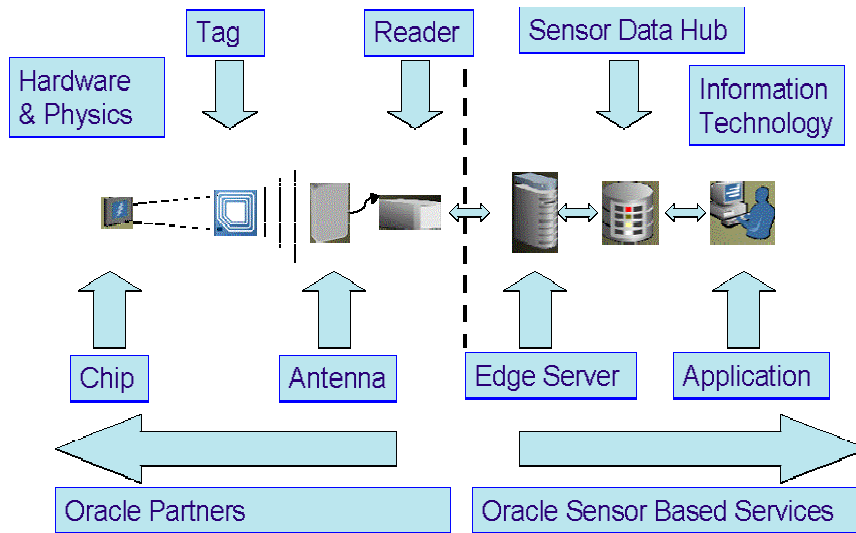 Tag
Reader
Sensor Data Hub
Hardware
& Physics
Information
Technology
Chip
Antenna
Edge Server
Application
Oracle Partners
Oracle Sensor Based Services